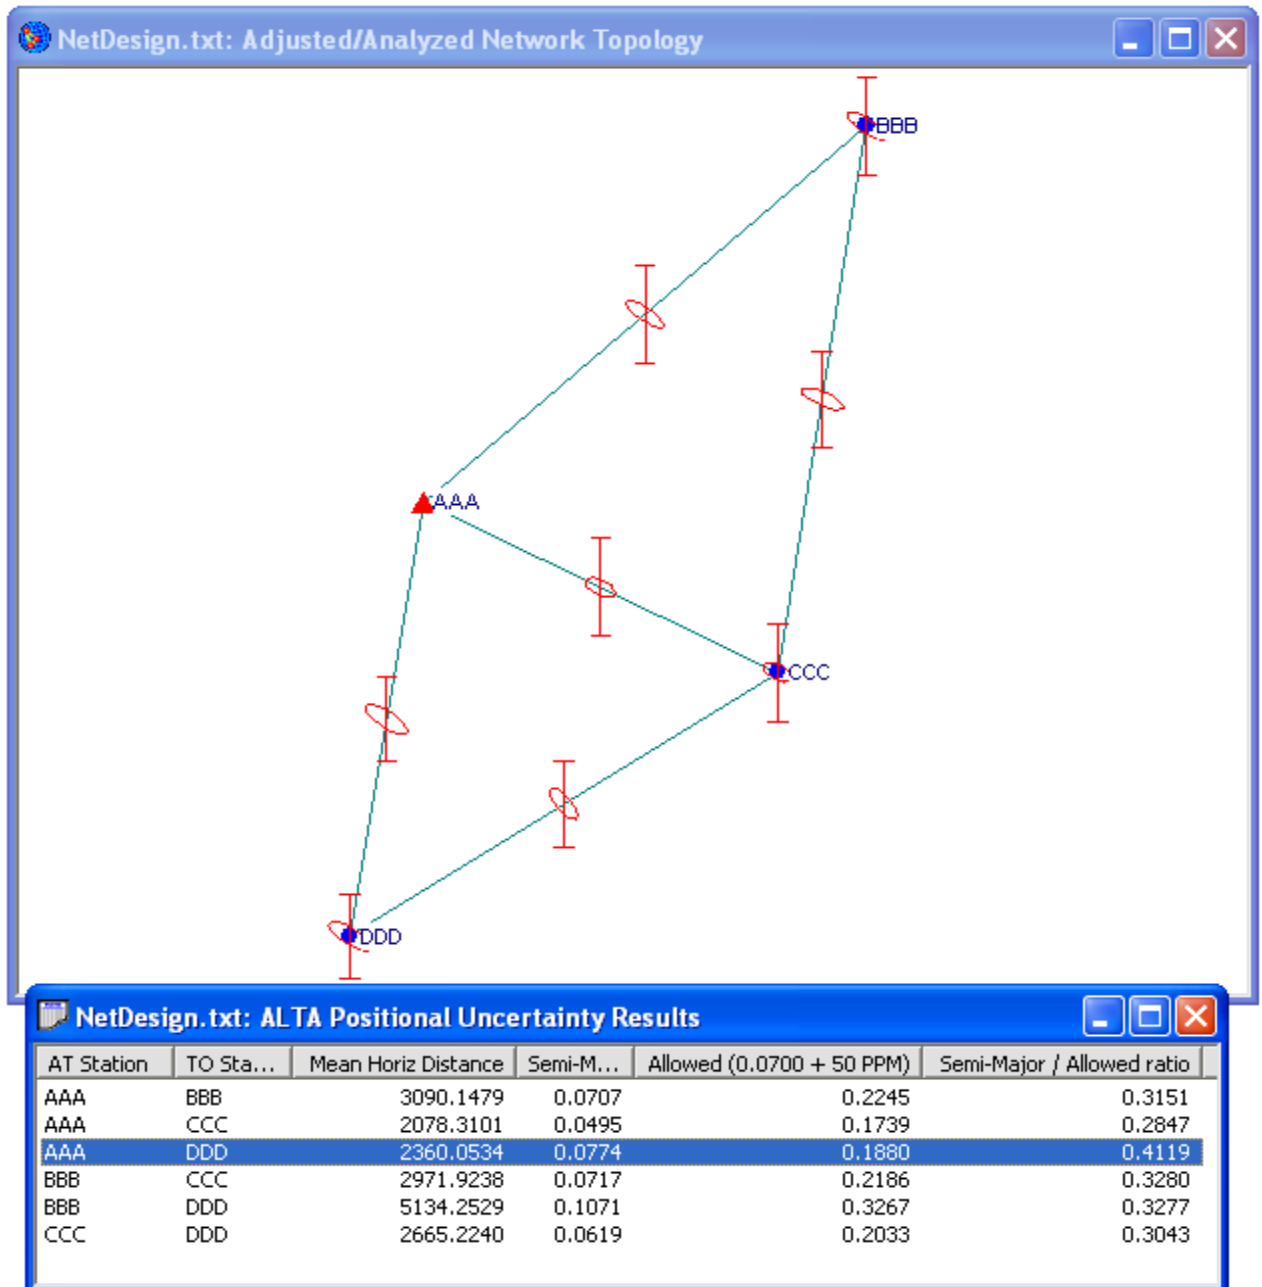 NetDesign.txt: Adjusted/Analyzed Network Topology
BBB
AAA
CCC
DDD
NetDesign.txt: ALTA Positional Uncertainty Results
AT Station TO Sta... Mean Horiz Distance Semi-M... Allowed (0.0700 + 50 PPM) Semi-Major / Allowed ratio
AAA BBB 3090.1479 0.0707 0.2245 0.3151
AAA CCC 2078.3101 0.0495 0.1739 0.2847
AAA DDD 2360.0534 0.0774 0.1880 0.4119
BBB CCC 2971.9238 0.0717 0.2186 0.3280
BBB DDD 5134.2529 0.1071 0.3267 0.3277
CCC DDD 2665.2240 0.0619 0.2033 0.3043